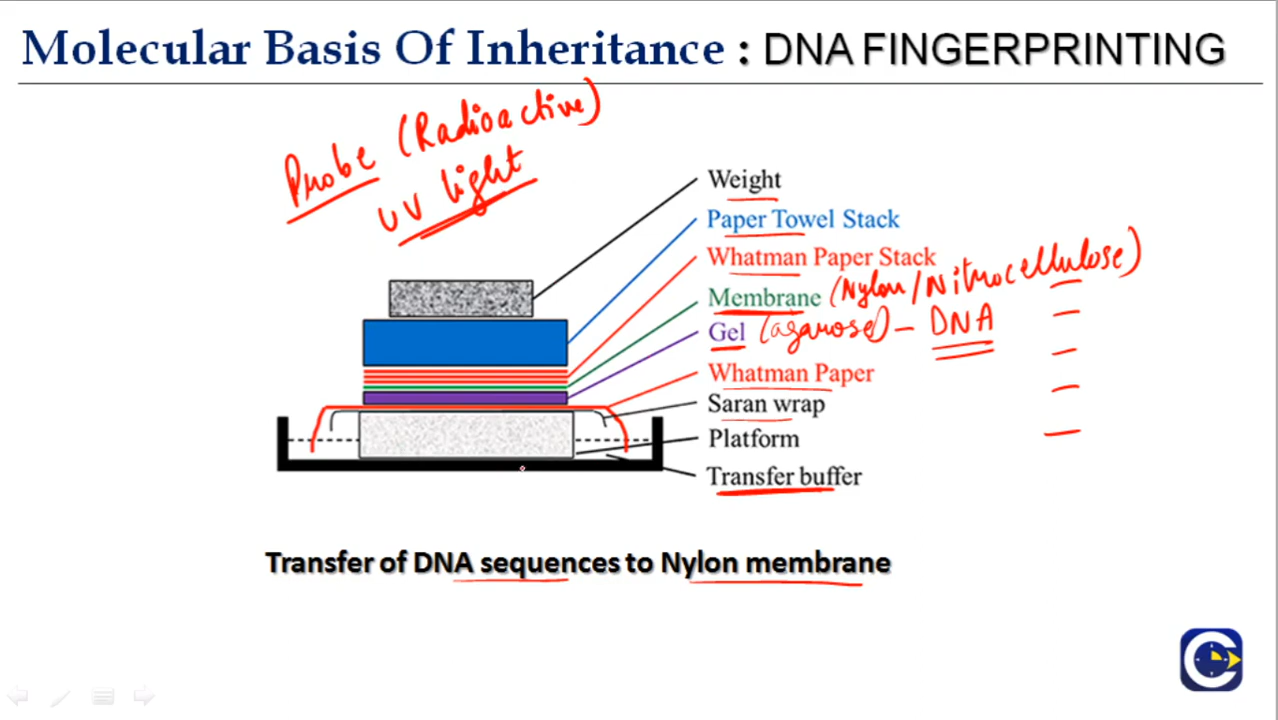 Molecular Basis Of Inheritance : DNA FINGERPRINTING
Probe (Radioactive)
UV light
Weight
Paper Towel Stack
Whatman Paper Stack
Membrane (Nylon/Nitrocellulose)
Gel (agarose) - DNA
Whatman Paper
Saran wrap
Platform
Transfer buffer
Transfer of DNA sequences to Nylon membrane